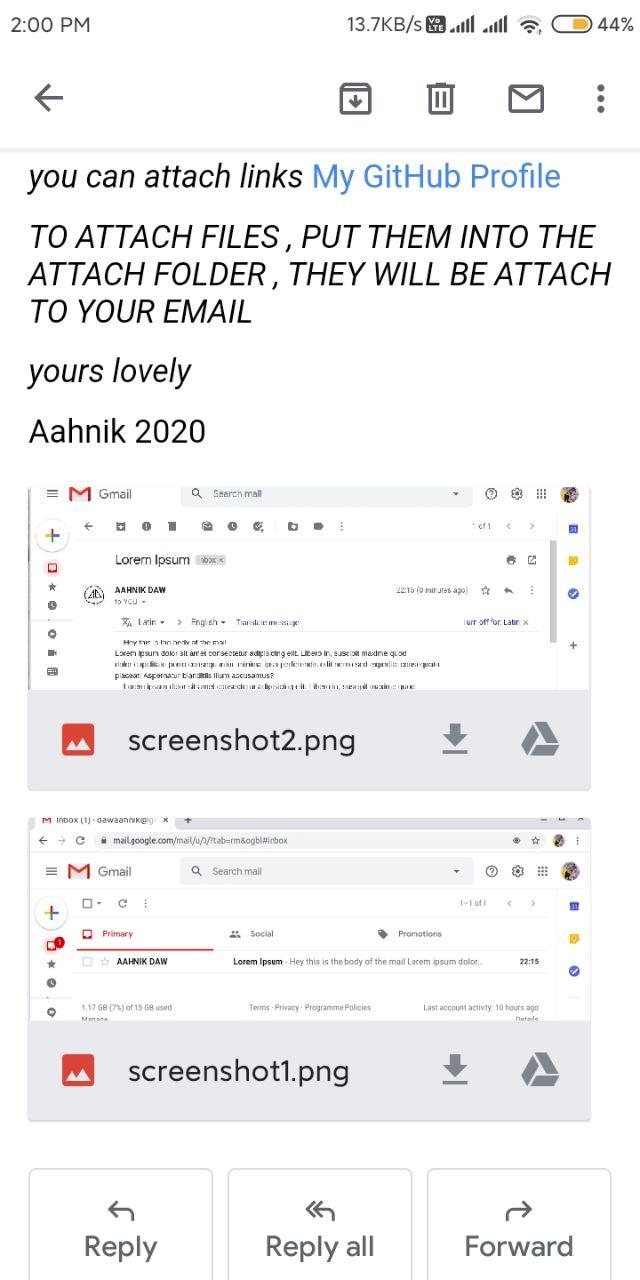 2:00 PM 13.7KB/s Vo LTE 44%
you can attach links My GitHub Profile
TO ATTACH FILES , PUT THEM INTO THE
ATTACH FOLDER , THEY WILL BE ATTACH
TO YOUR EMAIL
yours lovely
Aahnik 2020
Gmail Search mail
1 of 1
Lorem Ipsum Inbox x
AAHNIK DAW 22:15 (0 minutes ago)
to YOU
Latin > English Translate message Turn off for: Latin x
Hey this is the body of the mail
Lorem ipsum dolor sit amet consectetur adipisicing elit. Libero in, suscipit maxime quod
placeat! Aspernatur blanditiis illum accusamus?
Lorem ipsum dolor sit amet consectetur adipisicing elit. Libero in, suscipit maxime quod
screenshot2.png
Inbox (1) - dawaahnik@g x +
mail.google.com/mail/u/0/?tab=rm&ogbl#inbox
Gmail Search mail
1–1 of 1
1 Primary Social Promotions
AAHNIK DAW Lorem Ipsum - Hey this is the body of the mail Lorem ipsum dolor... 22:15
1.17 GB (7%) of 15 GB used Terms · Privacy · Programme Policies Last account activity: 10 hours ago
Manage Details
screenshot1.png
Reply Reply all Forward